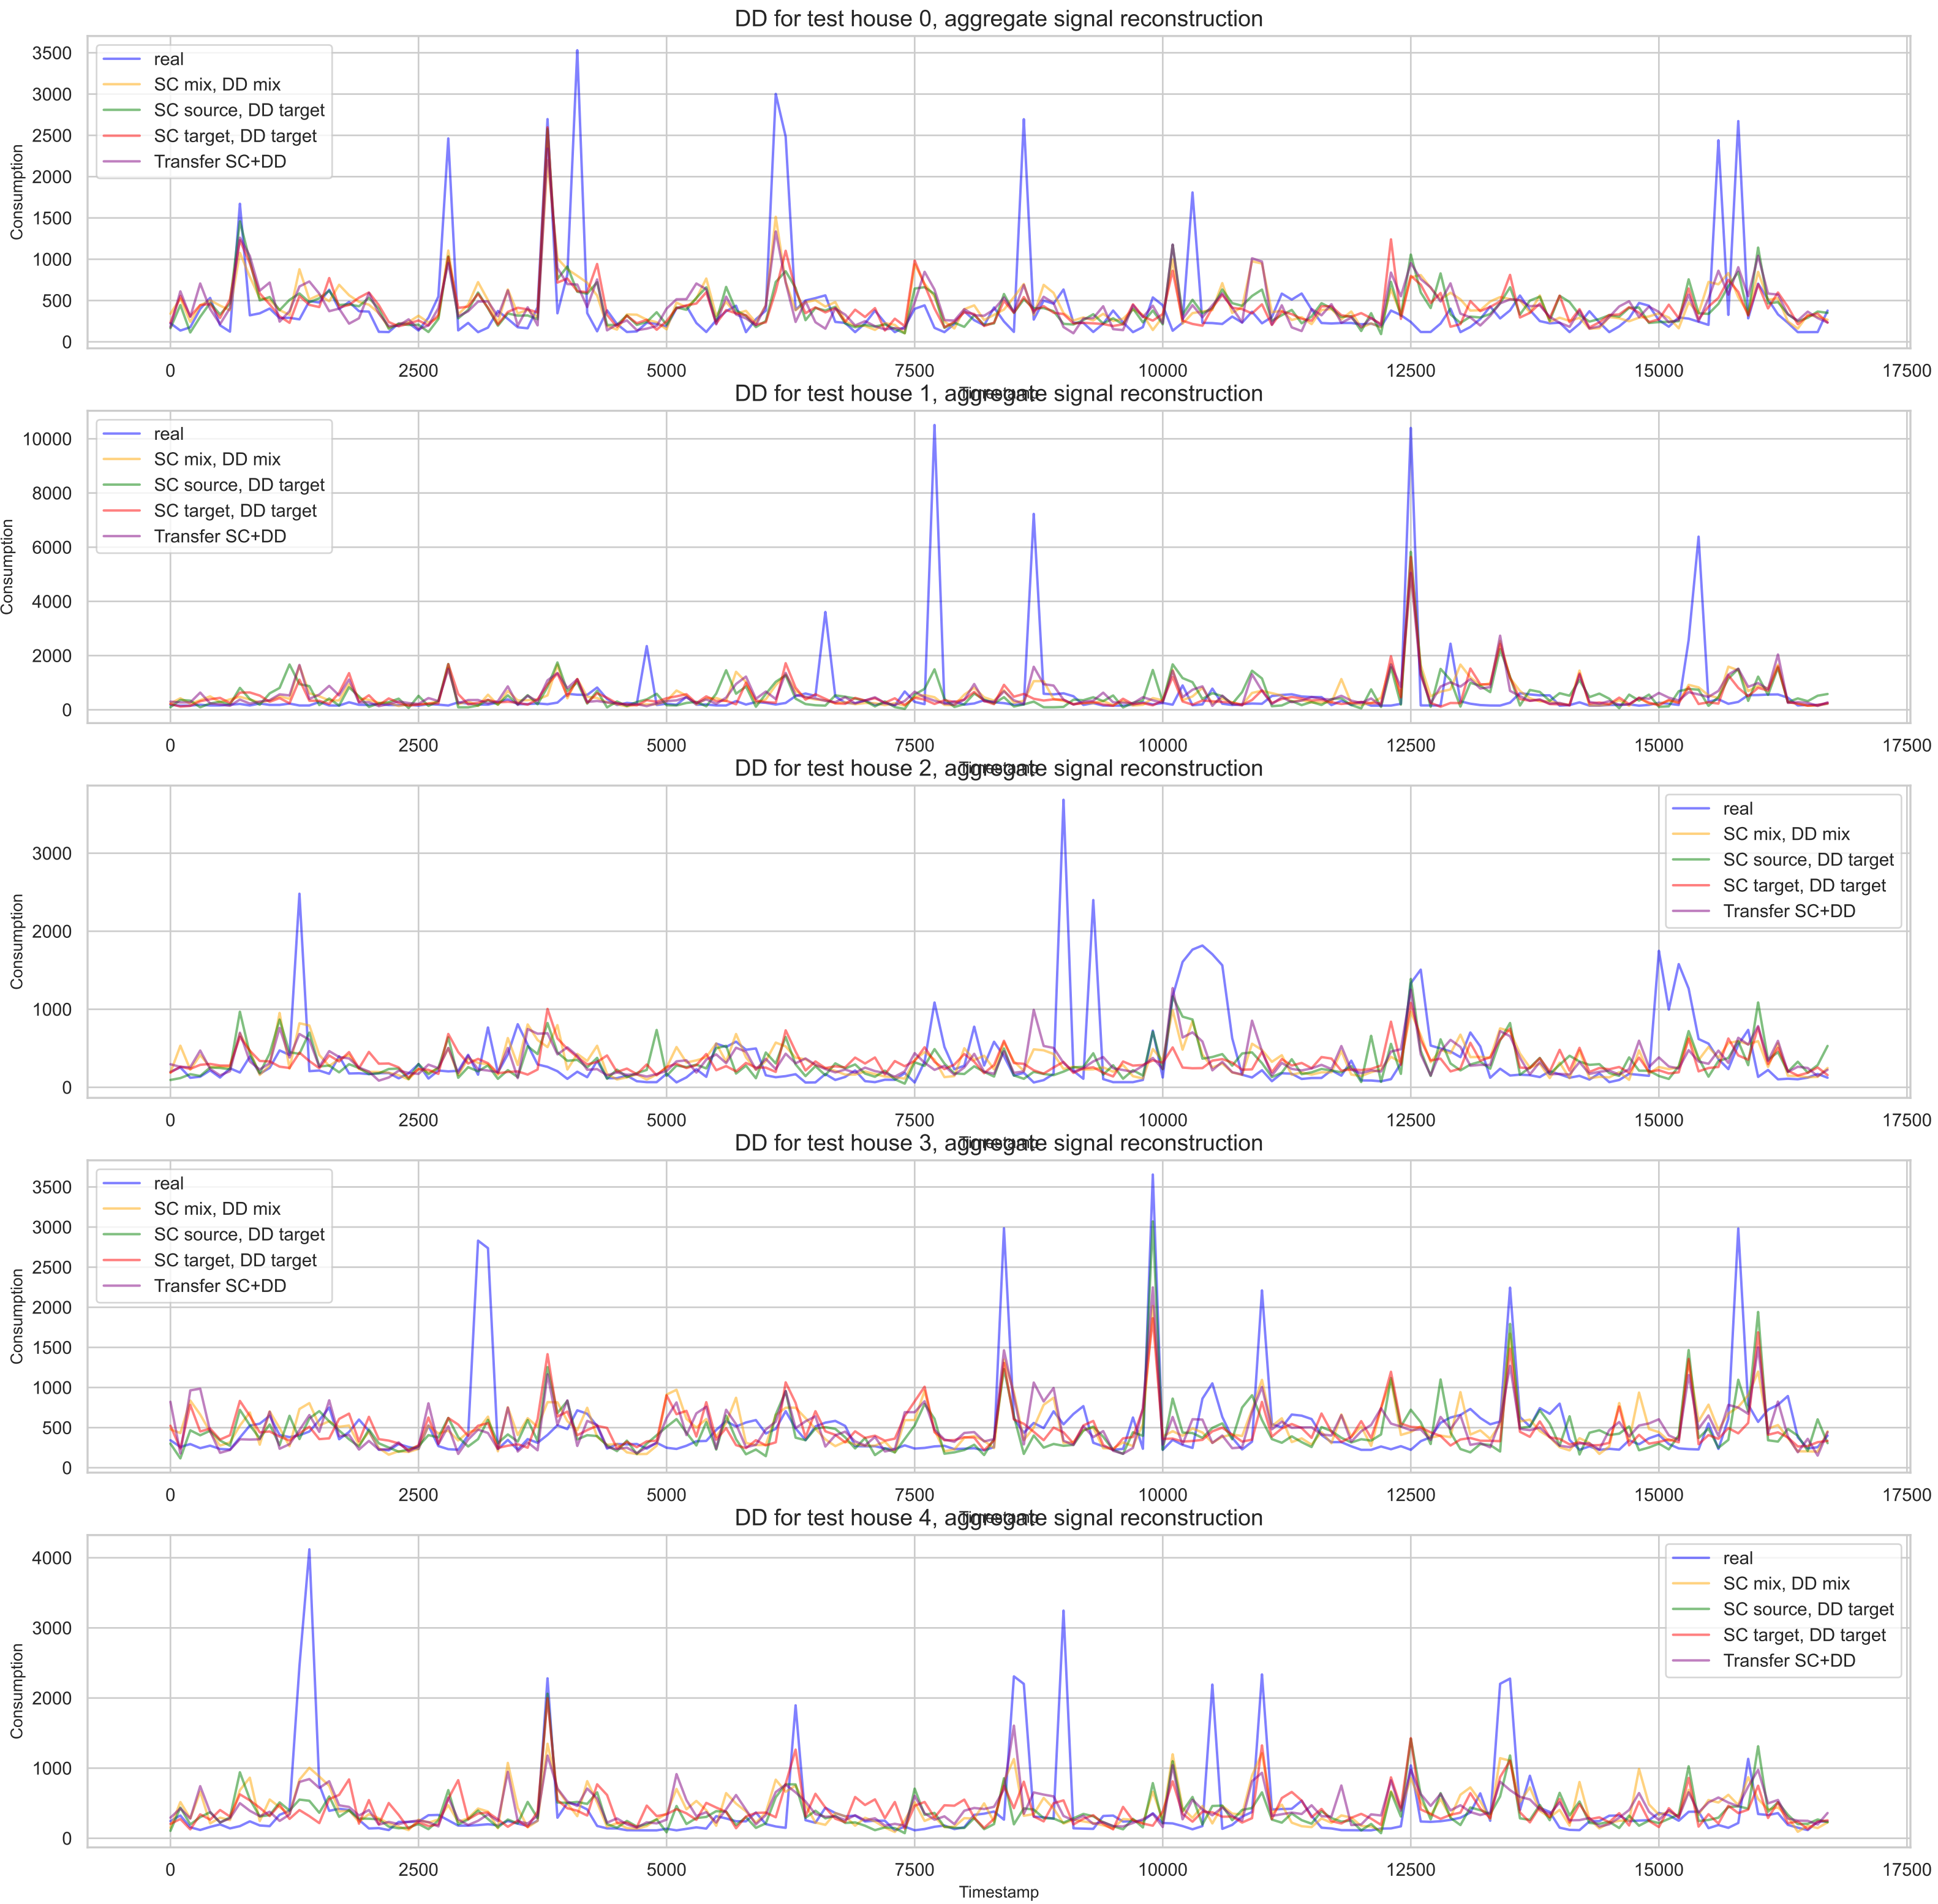 DD for test house 0, aggregate signal reconstruction
Consumption
3500
3000
2500
2000
1500
1000
500
0
real
SC mix, DD mix
SC source, DD target
SC target, DD target
Transfer SC+DD
0 2500 5000 7500 10000 12500 15000 17500
Timestamp
DD for test house 1, aggregate signal reconstruction
Consumption
10000
8000
6000
4000
2000
0
real
SC mix, DD mix
SC source, DD target
SC target, DD target
Transfer SC+DD
0 2500 5000 7500 10000 12500 15000 17500
Timestamp
DD for test house 2, aggregate signal reconstruction
Consumption
3000
2000
1000
0
real
SC mix, DD mix
SC source, DD target
SC target, DD target
Transfer SC+DD
0 2500 5000 7500 10000 12500 15000 17500
Timestamp
DD for test house 3, aggregate signal reconstruction
Consumption
3500
3000
2500
2000
1500
1000
500
0
real
SC mix, DD mix
SC source, DD target
SC target, DD target
Transfer SC+DD
0 2500 5000 7500 10000 12500 15000 17500
Timestamp
DD for test house 4, aggregate signal reconstruction
Consumption
4000
3000
2000
1000
0
real
SC mix, DD mix
SC source, DD target
SC target, DD target
Transfer SC+DD
0 2500 5000 7500 10000 12500 15000 17500
Timestamp